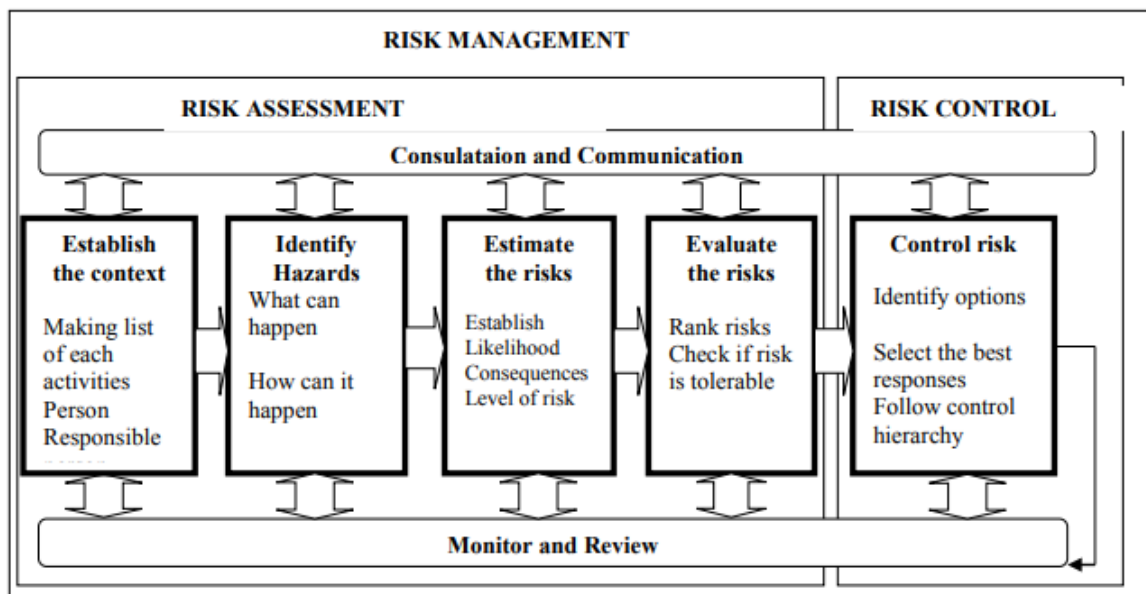 RISK MANAGEMENT
RISK ASSESSMENT
RISK CONTROL
Consulataion and Communication
Establish
the context
Making list
of each
activities
Person
Responsible
Identify
Hazards
What can
happen
How can it
happen
Estimate
the risks
Establish
Likelihood
Consequences
Level of risk
Evaluate
the risks
Rank risks
Check if risk
is tolerable
Control risk
Identify options
Select the best
responses
Follow control
hierarchy
Monitor and Review